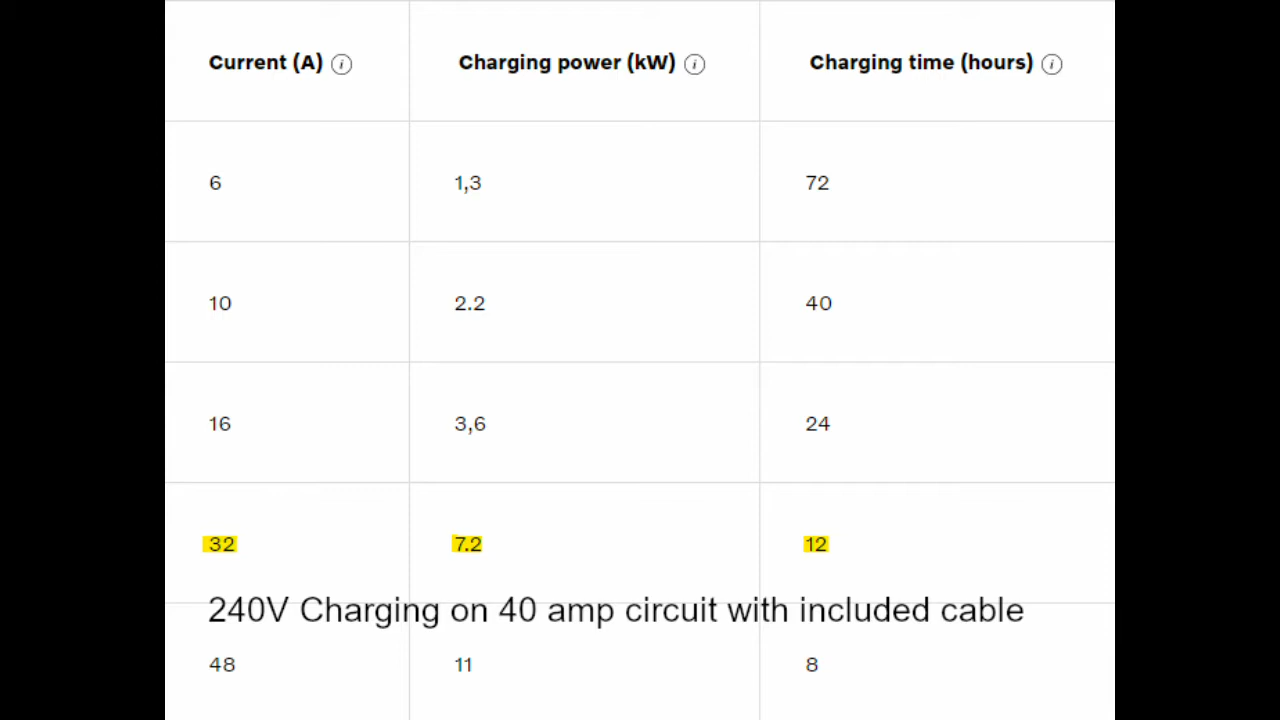 Current (A) Charging power (kW) Charging time (hours)
6 1,3 72
10 2.2 40
16 3,6 24
32 7.2 12
240V Charging on 40 amp circuit with included cable
48 11 8